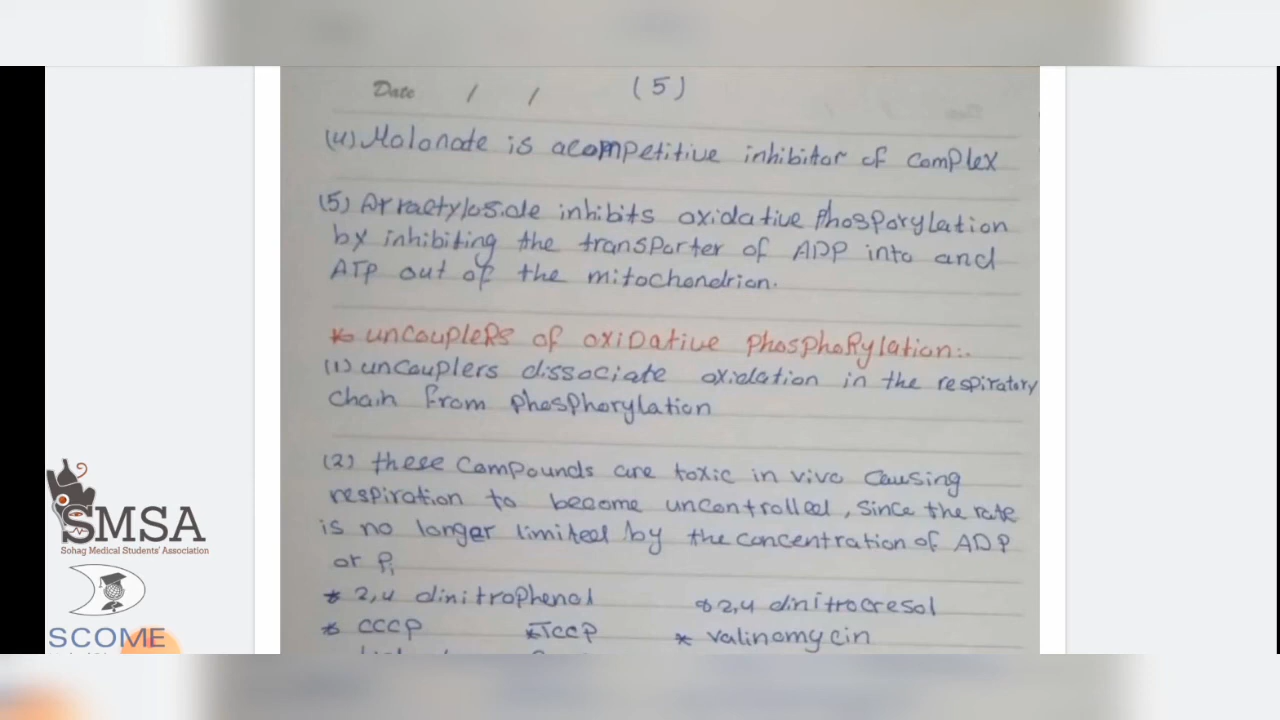 Date / / (5)
(4) Malonate is acompetitive inhibitor of complex
(5) Atractyloside inhibits oxidative phosporylation
by inhibiting the transporter of ADP into and
ATP out of the mitochondrion.
* uncouplers of oxidative phosphorylation:.
(1) uncouplers dissociate oxidation in the respiratory
chain from phosphorylation
(2) these compounds are toxic in vivo causing
respiration to become uncontrolled, since the rate
is no longer limited by the concentration of ADP
or Pi
* 2,4 dinitrophenol * 2,4 dinitrocresol
* CCCP * TCCP * valinomycin
SMSA
Sohag Medical Students' Association
SCOME